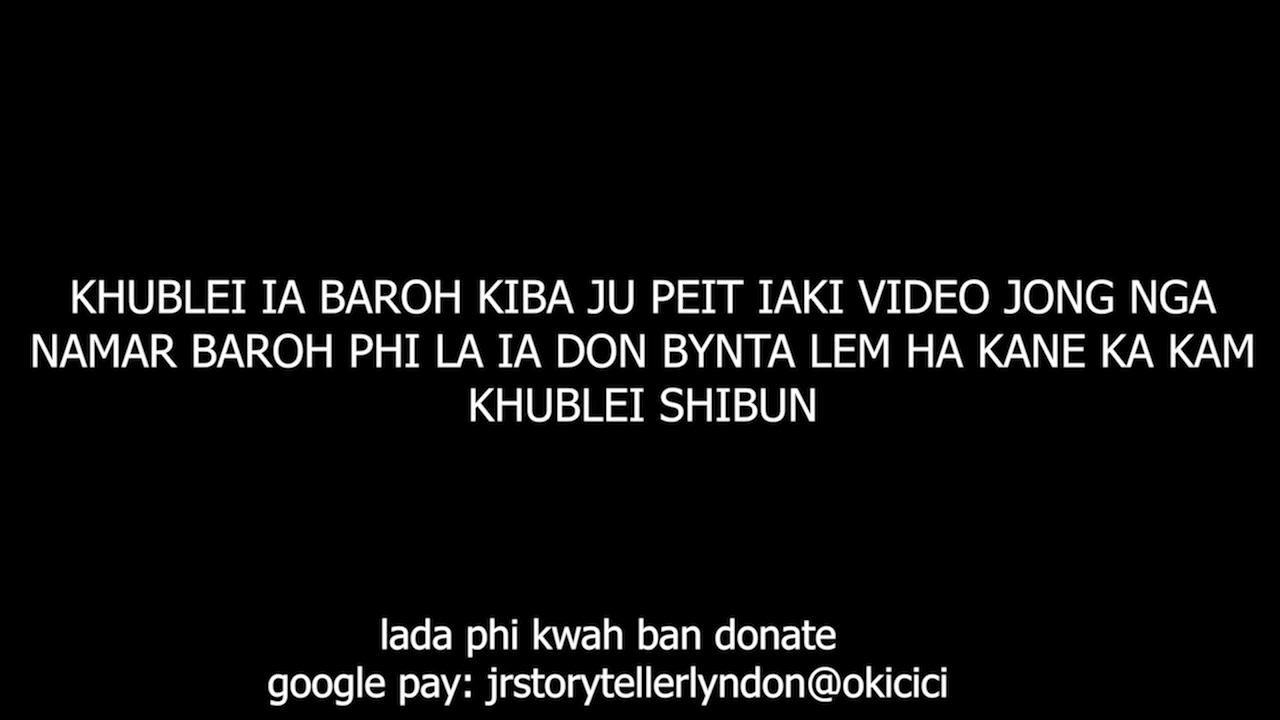 KHUBLEI IA BAROH KIBA JU PEIT IAKI VIDEO JONG NGA
NAMAR BAROH PHI LA IA DON BYNTA LEM HA KANE KA KAM
KHUBLEI SHIBUN
lada phi kwah ban donate
google pay: jrstorytellerlyndon@okicici